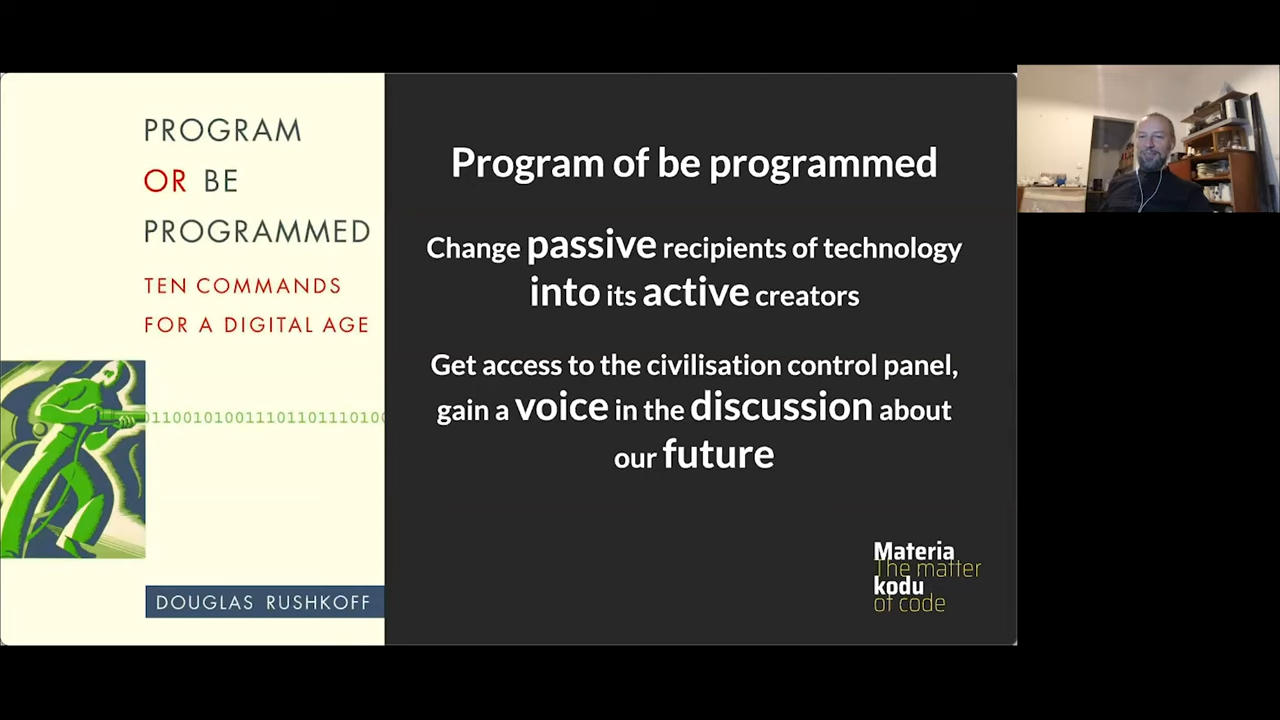 PROGRAM
OR BE
PROGRAMMED
TEN COMMANDS
FOR A DIGITAL AGE
01100101001110110111010
DOUGLAS RUSHKOFF
Program of be programmed
Change passive recipients of technology
into its active creators
Get access to the civilisation control panel,
gain a voice in the discussion about
our future
Materia
The matter
kodu
of code